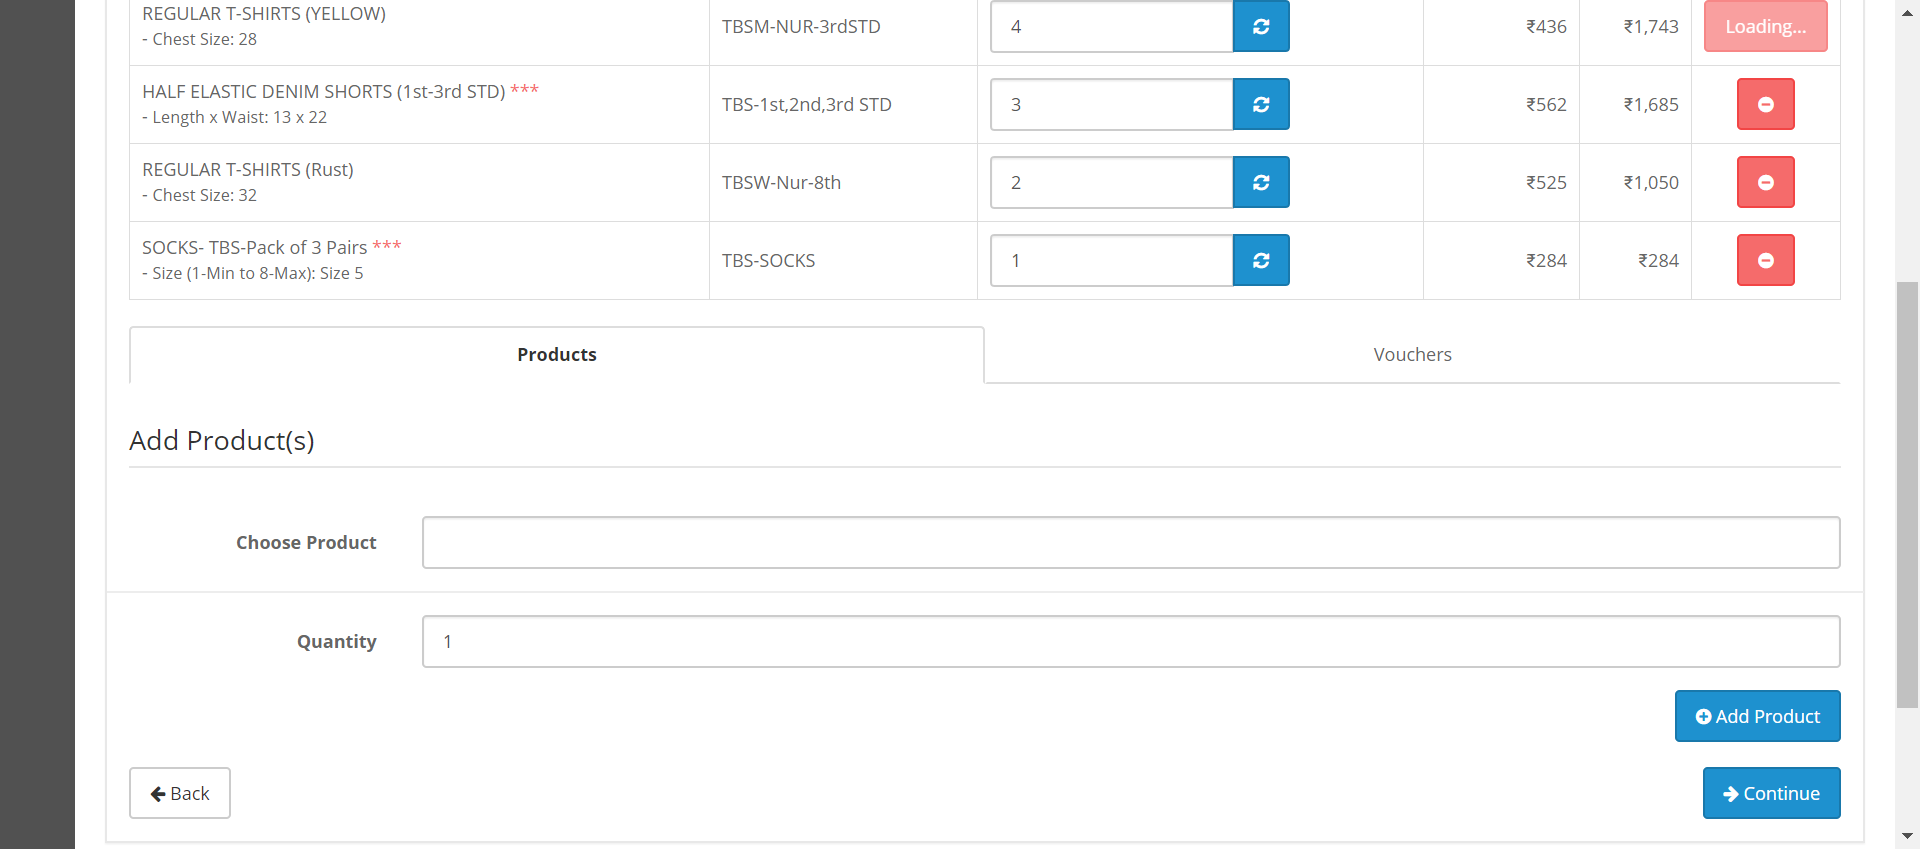 REGULAR T-SHIRTS (YELLOW)
- Chest Size: 28
TBSM-NUR-3rdSTD
4
₹436
₹1,743
Loading...
HALF ELASTIC DENIM SHORTS (1st-3rd STD) ***
- Length x Waist: 13 x 22
TBS-1st,2nd,3rd STD
3
₹562
₹1,685
REGULAR T-SHIRTS (Rust)
- Chest Size: 32
TBSW-Nur-8th
2
₹525
₹1,050
SOCKS- TBS-Pack of 3 Pairs ***
- Size (1-Min to 8-Max): Size 5
TBS-SOCKS
1
₹284
₹284
Products
Vouchers
Add Product(s)
Choose Product
Quantity
1
Add Product
Back
Continue